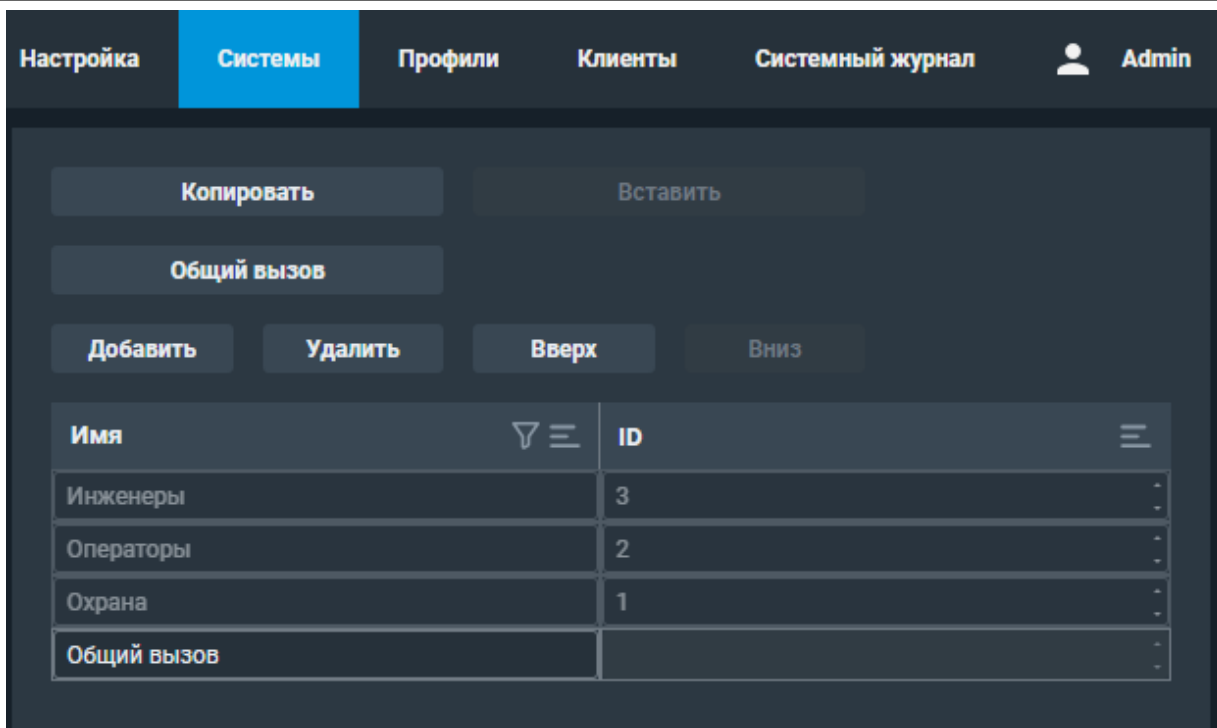 Настройка Системы Профили Клиенты Системный журнал Admin
Копировать Вставить
Общий вызов
Добавить Удалить Вверх Вниз
Имя ID
Инженеры 3
Операторы 2
Охрана 1
Общий вызов